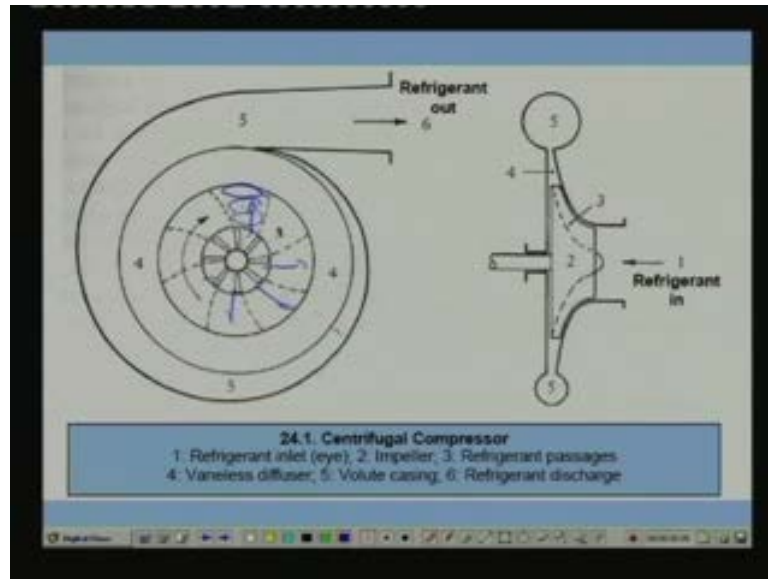 Refrigerant
out
5
6
4
3
4
5
5
4
3
2
1
Refrigerant
in
5
24.1. Centrifugal Compressor
1: Refrigerant inlet (eye); 2: Impeller; 3: Refrigerant passages
4: Vaneless diffuser; 5: Volute casing; 6: Refrigerant discharge